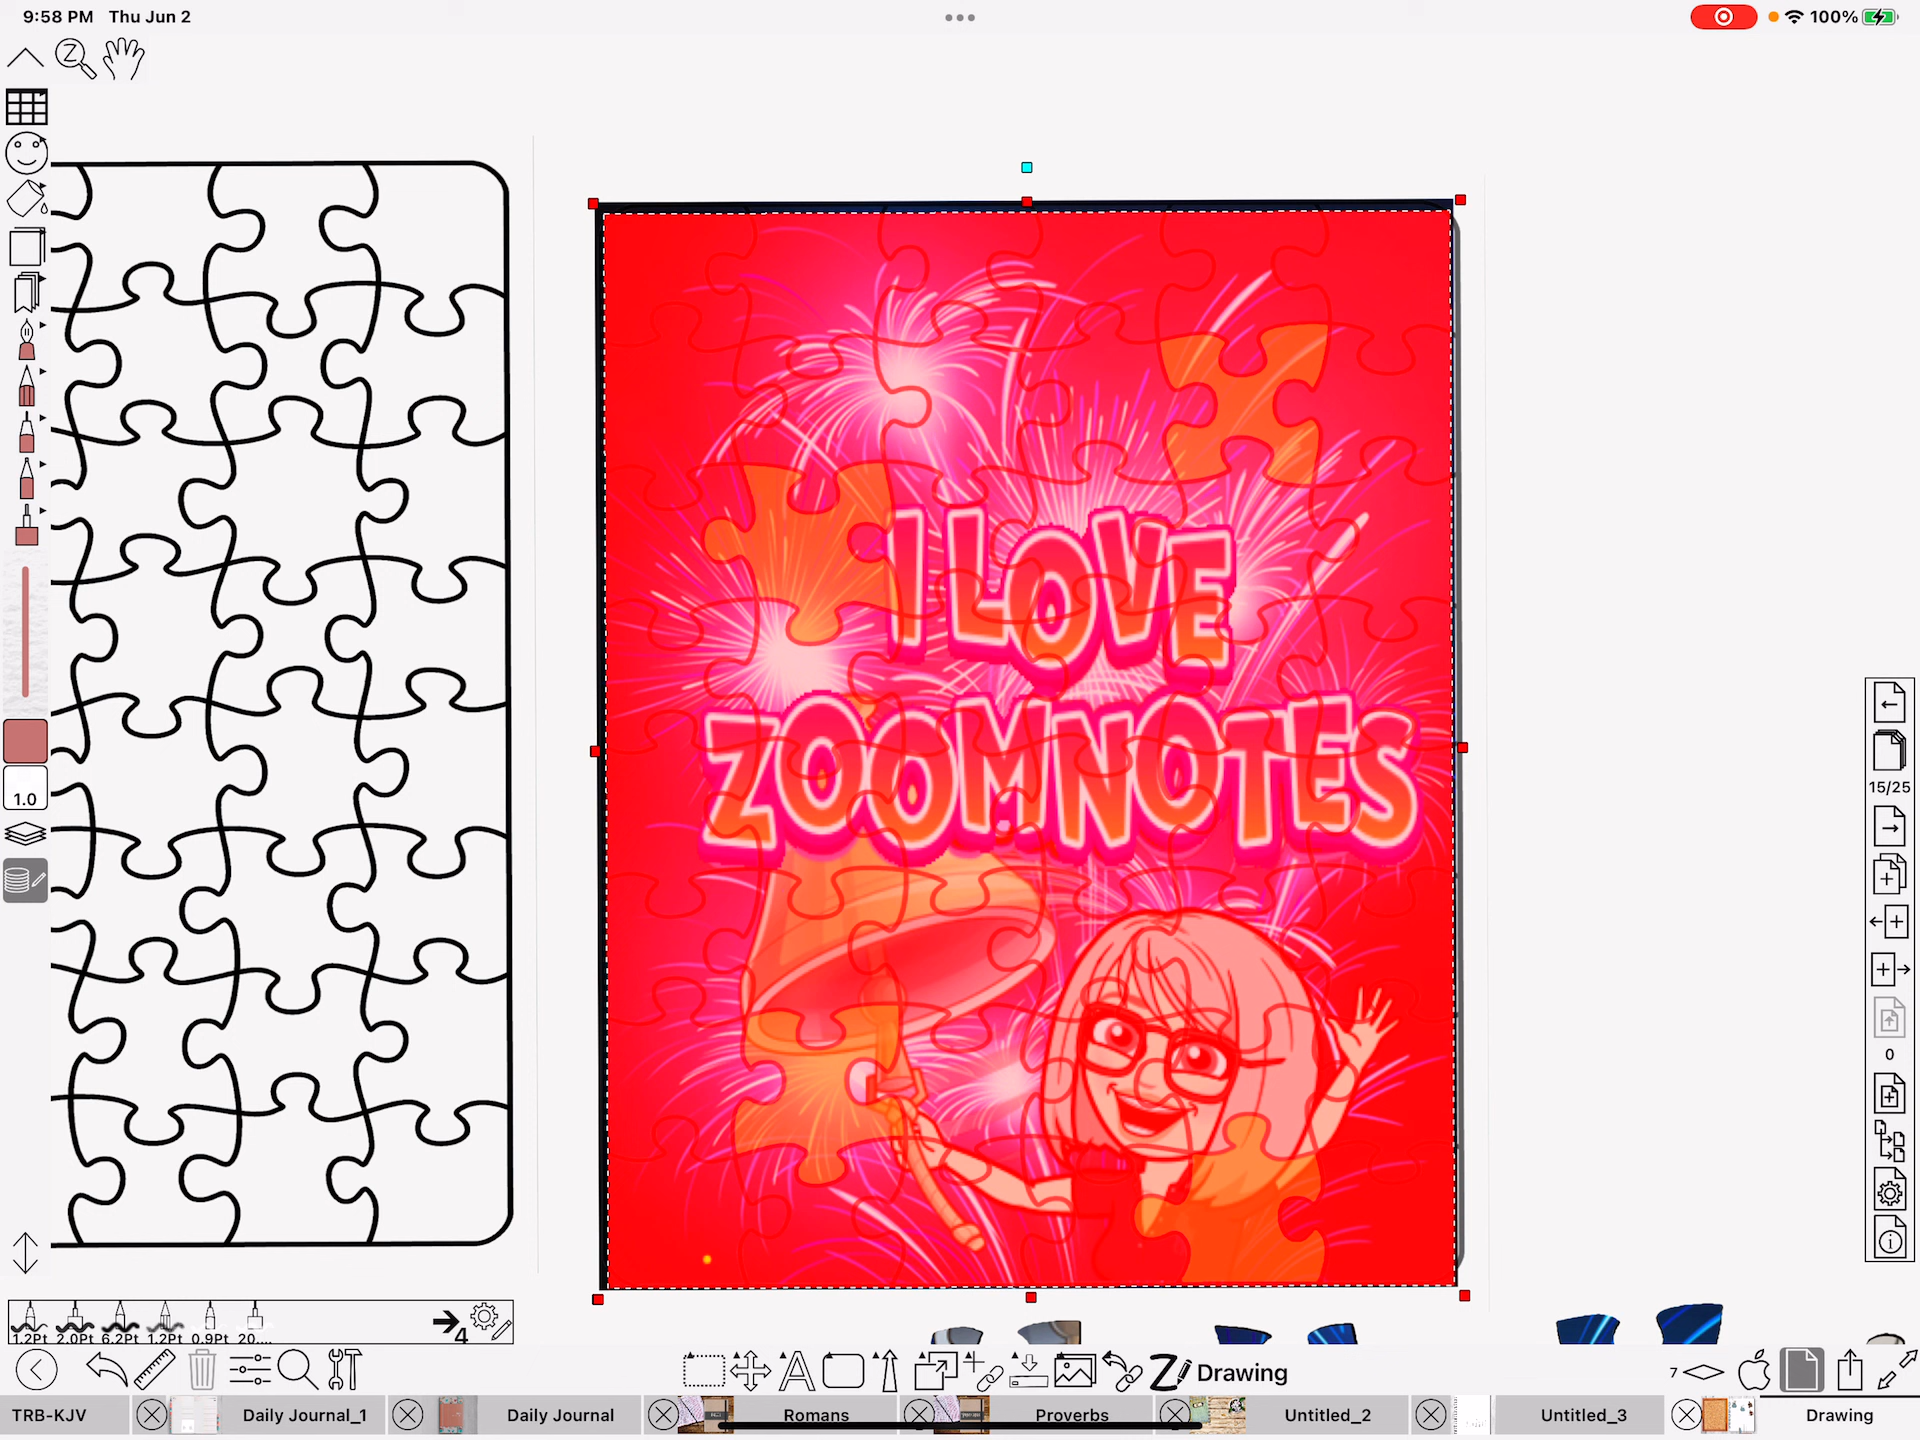 9:58 PM Thu Jun 2
100%
I LOVE
ZOOMNOTES
1.0
15/25
0
1.2Pt 2.0Pt 6.2Pt 1.2Pt 0.9Pt 20....
4
A
Z Drawing
7
TRB-KJV
Daily Journal_1
Daily Journal
Romans
Proverbs
Untitled_2
Untitled_3
Drawing